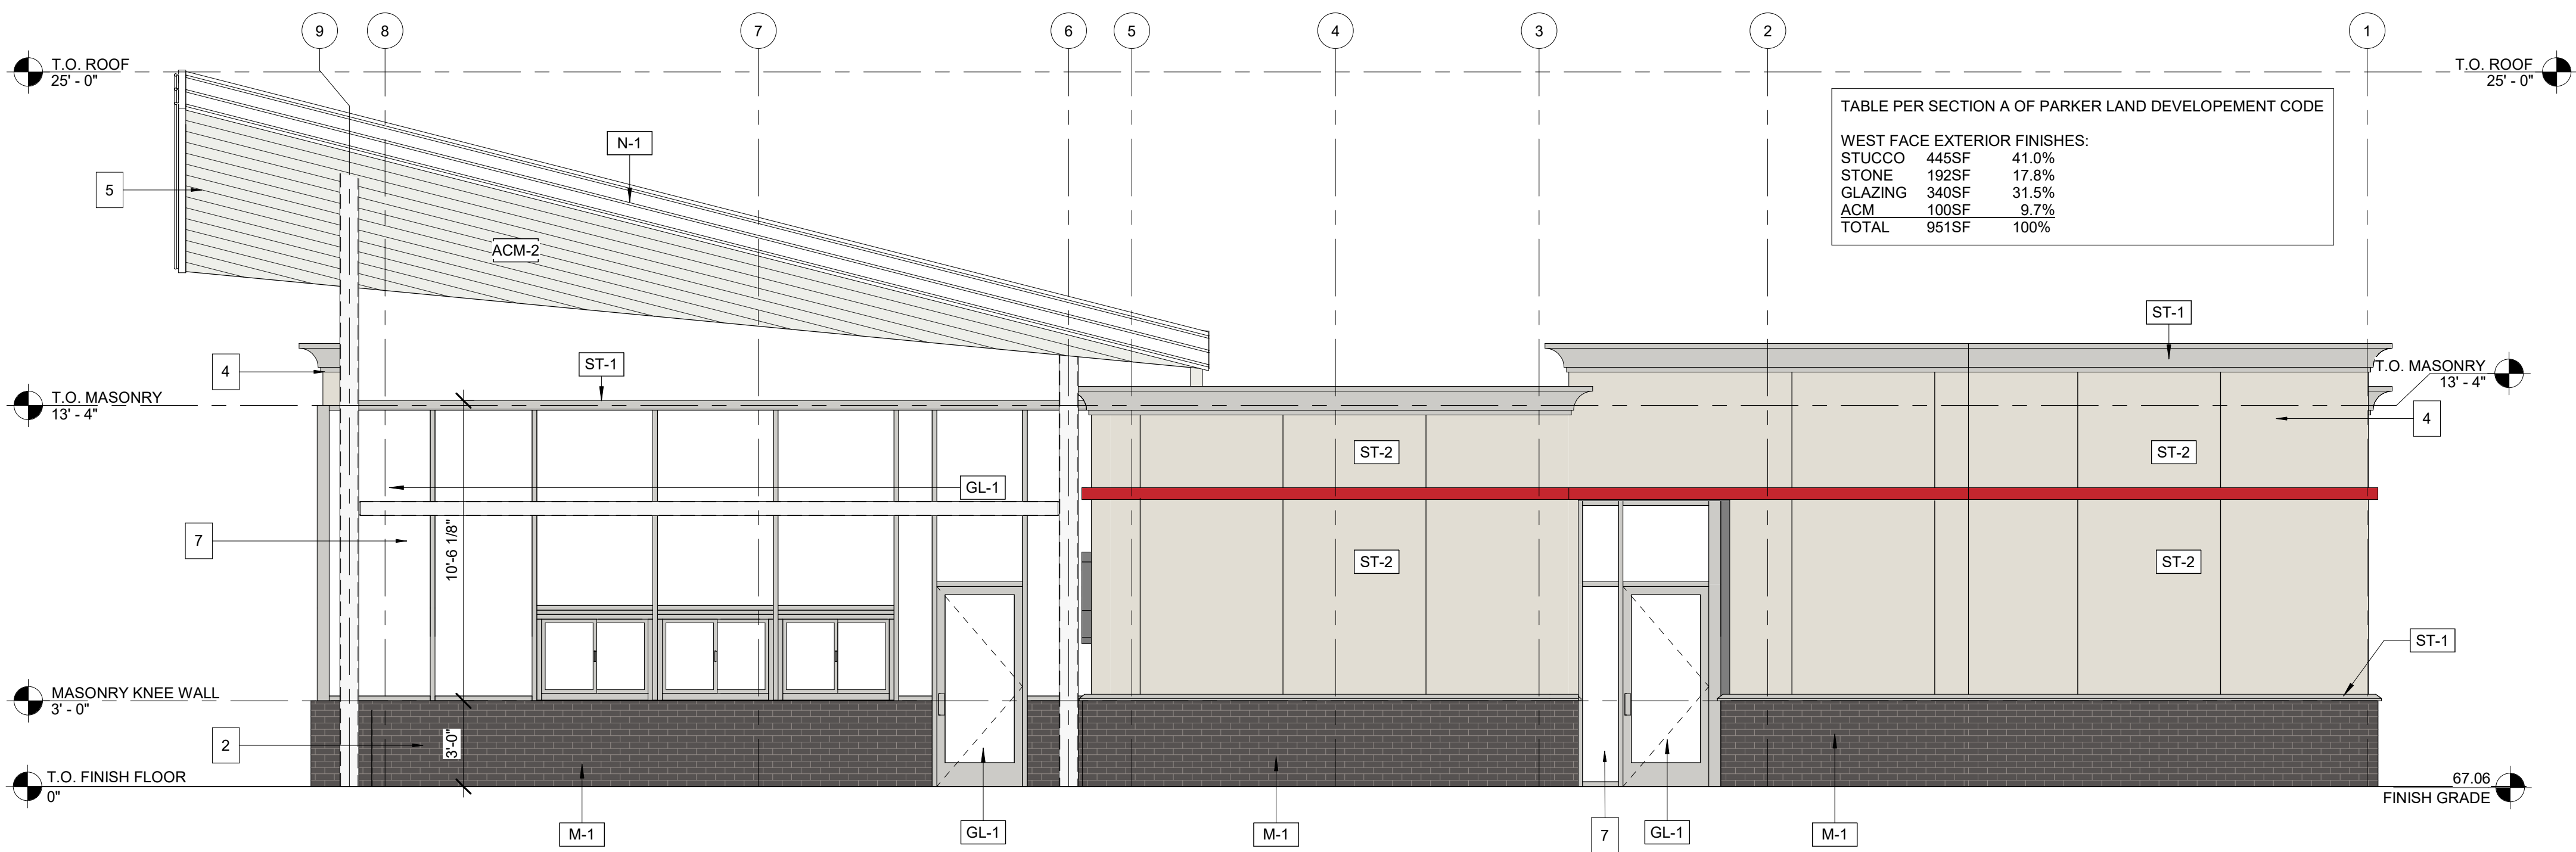 9 8 7 6 5 4 3 2 1
T.O. ROOF
25' - 0"
T.O. ROOF
25' - 0"
TABLE PER SECTION A OF PARKER LAND DEVELOPEMENT CODE
WEST FACE EXTERIOR FINISHES:
STUCCO 445SF 41.0%
STONE 192SF 17.8%
GLAZING 340SF 31.5%
ACM 100SF 9.7%
TOTAL 951SF 100%
N-1
5
ACM-2
ST-1
4
ST-1
T.O. MASONRY
13' - 4"
T.O. MASONRY
13' - 4"
4
ST-2
ST-2
GL-1
7
10'-6 1/8"
ST-2
ST-2
ST-1
MASONRY KNEE WALL
3' - 0"
2
3'-0"
T.O. FINISH FLOOR
0"
67.06
FINISH GRADE
M-1
GL-1
M-1
7
GL-1
M-1